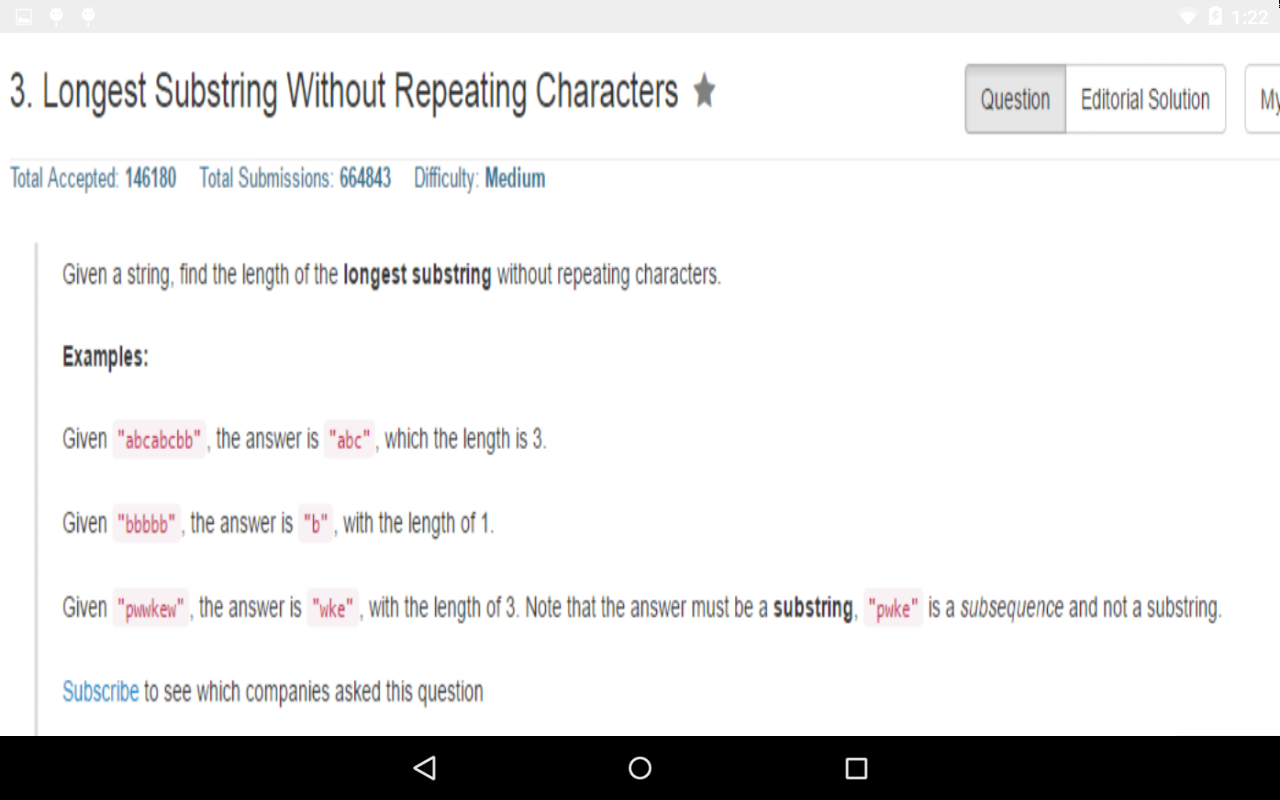 1:22
3. Longest Substring Without Repeating Characters
Question Editorial Solution My
Total Accepted: 146180 Total Submissions: 664843 Difficulty: Medium
Given a string, find the length of the longest substring without repeating characters.
Examples:
Given "abcabcbb", the answer is "abc", which the length is 3.
Given "bbbbb", the answer is "b", with the length of 1.
Given "pwwkew", the answer is "wke", with the length of 3. Note that the answer must be a substring, "pwke" is a subsequence and not a substring.
Subscribe to see which companies asked this question